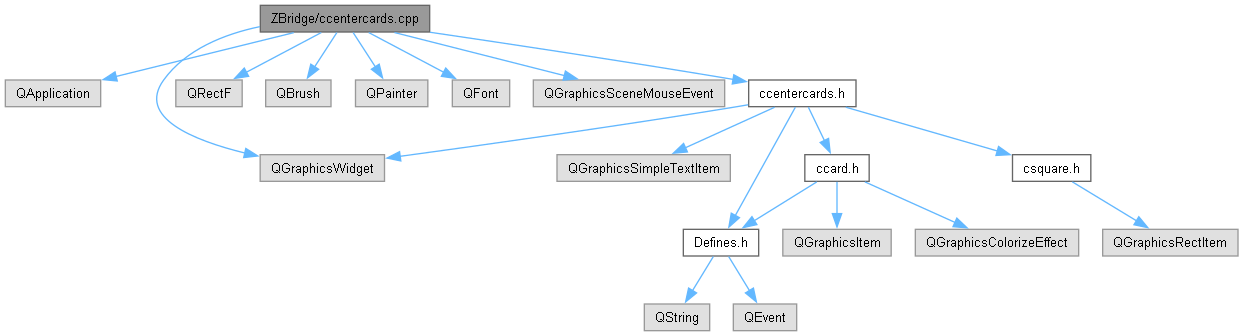 ZBridge/ccentercards.cpp
QApplication
QRectF
QBrush
QPainter
QFont
QGraphicsSceneMouseEvent
ccentercards.h
QGraphicsWidget
QGraphicsSimpleTextItem
ccard.h
csquare.h
Defines.h
QGraphicsItem
QGraphicsColorizeEffect
QGraphicsRectItem
QString
QEvent